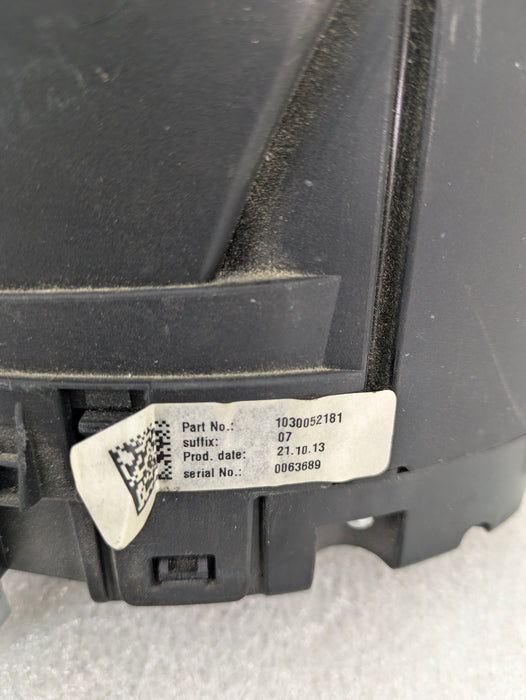 Part No.: 1030052181
suffix: 07
Prod. date: 21.10.13
serial No.: 0063689